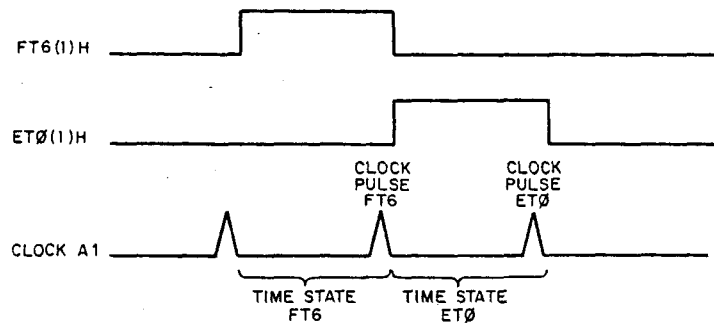 FT6(1)H
ETØ(1)H
CLOCK
PULSE
FT6
CLOCK
PULSE
ETØ
CLOCK A1
TIME STATE
FT6
TIME STATE
ETØ